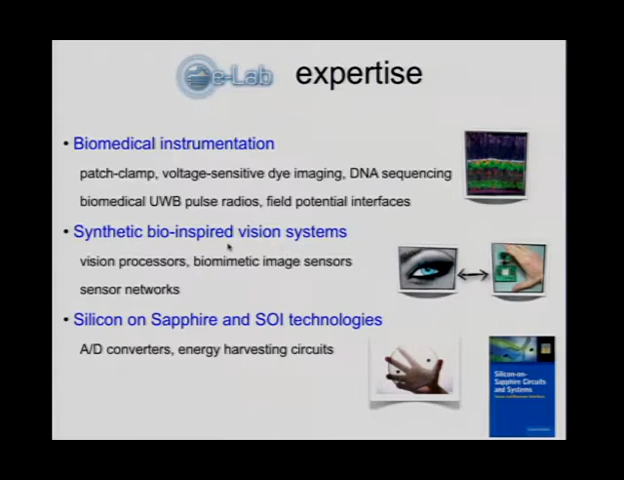 e-Lab expertise
• Biomedical instrumentation
patch-clamp, voltage-sensitive dye imaging, DNA sequencing
biomedical UWB pulse radios, field potential interfaces
• Synthetic bio-inspired vision systems
vision processors, biomimetic image sensors
sensor networks
• Silicon on Sapphire and SOI technologies
A/D converters, energy harvesting circuits
Silicon-on-
Sapphire Circuits
and Systems